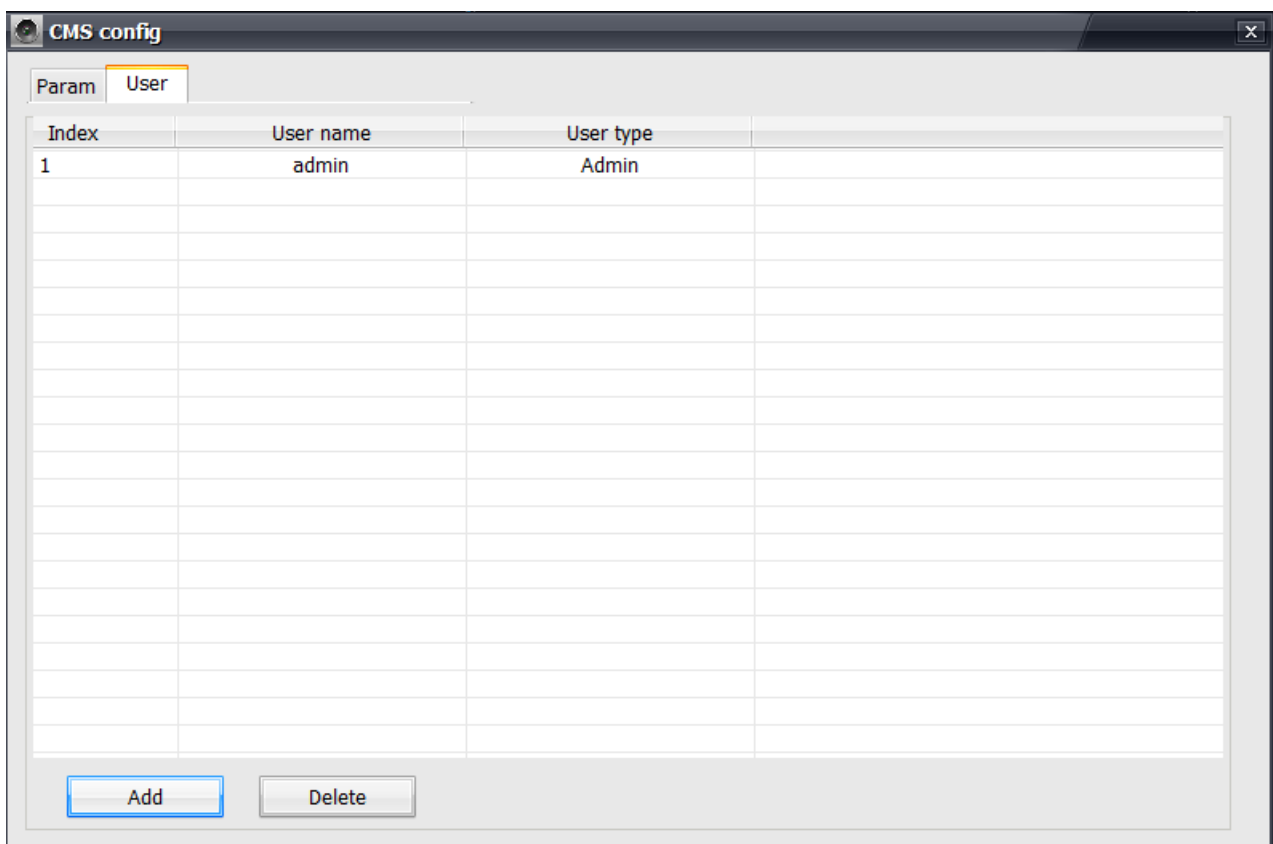 CMS config
Param User
Index User name User type
1 admin Admin
Add Delete